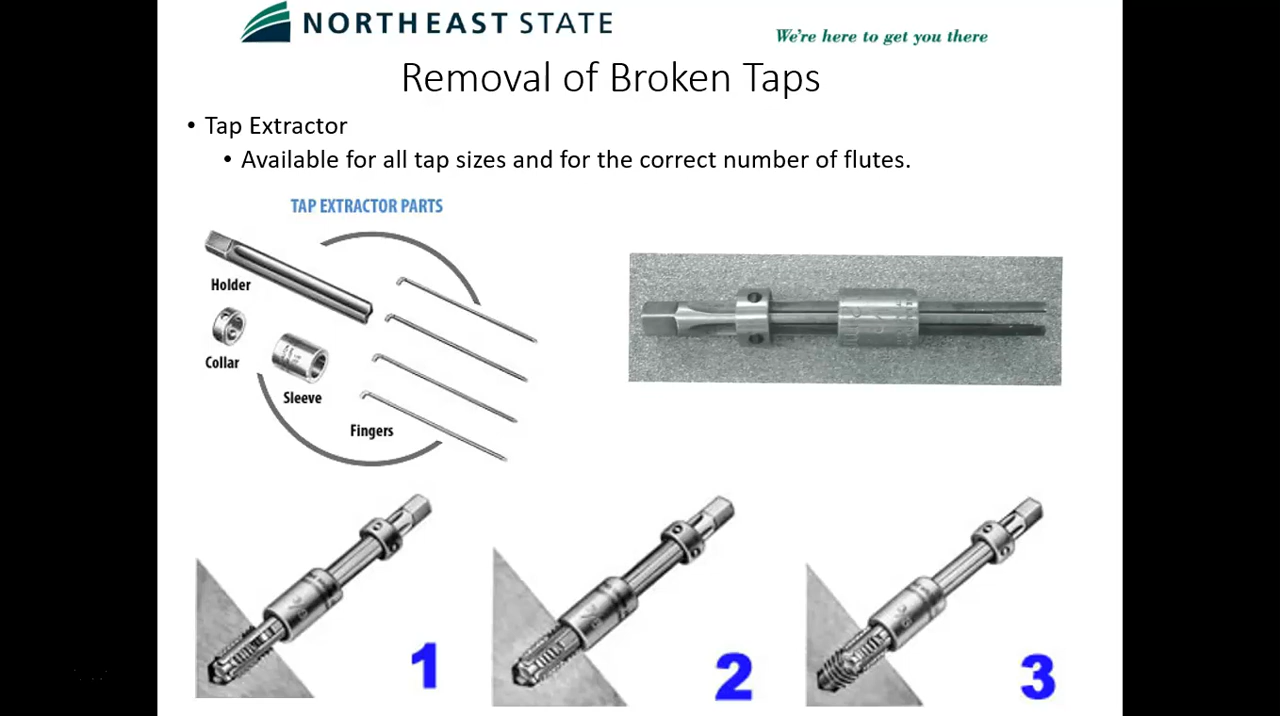 NORTHEAST STATE
We're here to get you there
Removal of Broken Taps
• Tap Extractor
• Available for all tap sizes and for the correct number of flutes.
TAP EXTRACTOR PARTS
Holder
Collar
Sleeve
Fingers
1
2
3